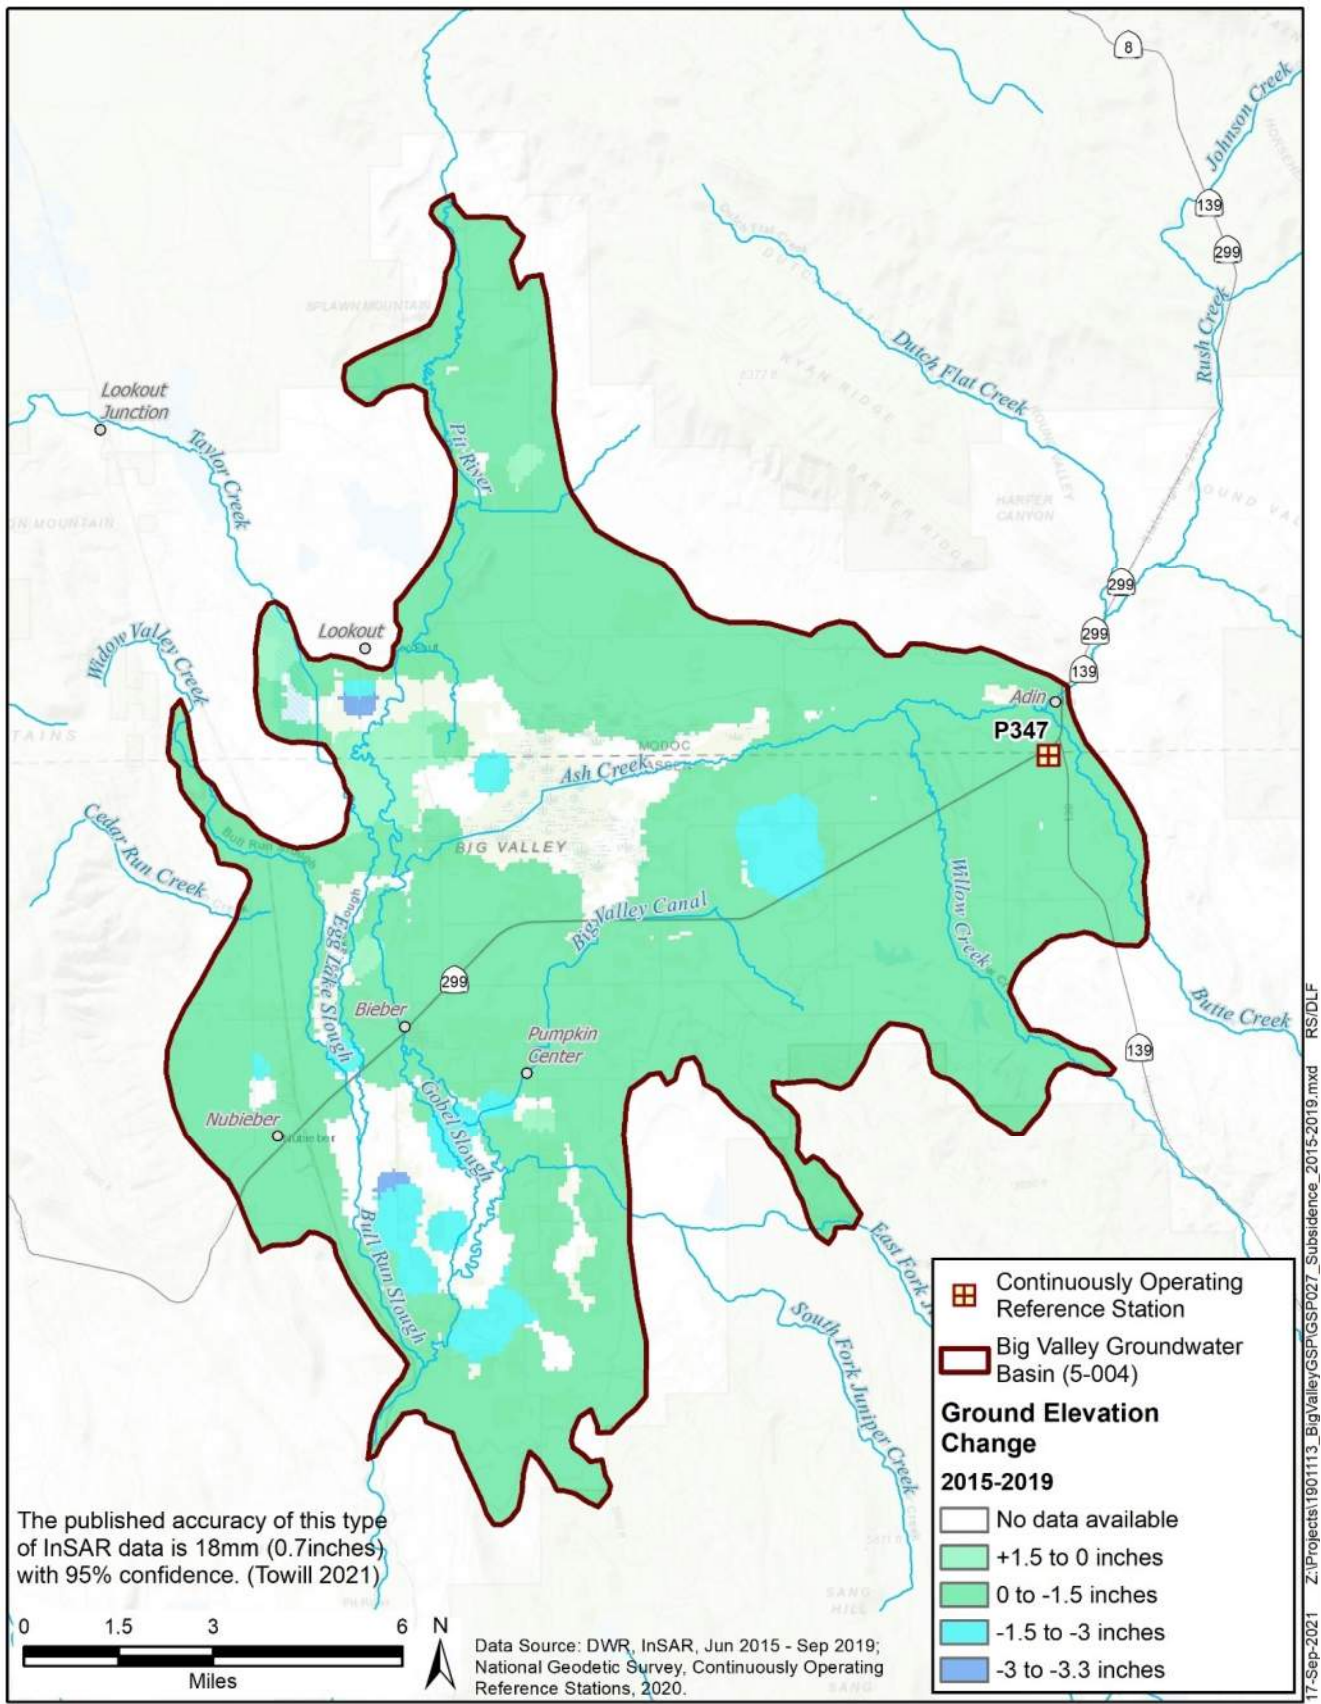 8
Johnson Creek
139
299
Rush Creek
Dutch Flat Creek
SPLAWN MOUNTAIN
Dutch Flat Creek
Lookout
Junction
Taylor Creek
Pit River
HARPER
CANYON
299
299
139
Widow Valley Creek
Lookout
Adin
P347
MODOC
Ash Creek
Cedar Run Creek
BIG VALLEY
Willow Creek
Big Valley Canal
Egg Lake Slough
299
Bieber
Pumpkin
Center
Butte Creek
139
Gobel Slough
Nubieber
Nubieber
Bull Run Slough
East Fork
South Fork Juniper Creek
Continuously Operating
Reference Station
Big Valley Groundwater
Basin (5-004)
Ground Elevation
Change
2015-2019
No data available
+1.5 to 0 inches
0 to -1.5 inches
-1.5 to -3 inches
-3 to -3.3 inches
The published accuracy of this type
of InSAR data is 18mm (0.7inches)
with 95% confidence. (Towill 2021)
0 1.5 3 6
Miles
N
Data Source: DWR, InSAR, Jun 2015 - Sep 2019;
National Geodetic Survey, Continuously Operating
Reference Stations, 2020.
SAND
HILL
17-Sep-2021 Z:\Projects\1901113_BigValleyGSP\GSP027_Subsidence_2015-2019.mxd RS/DLF